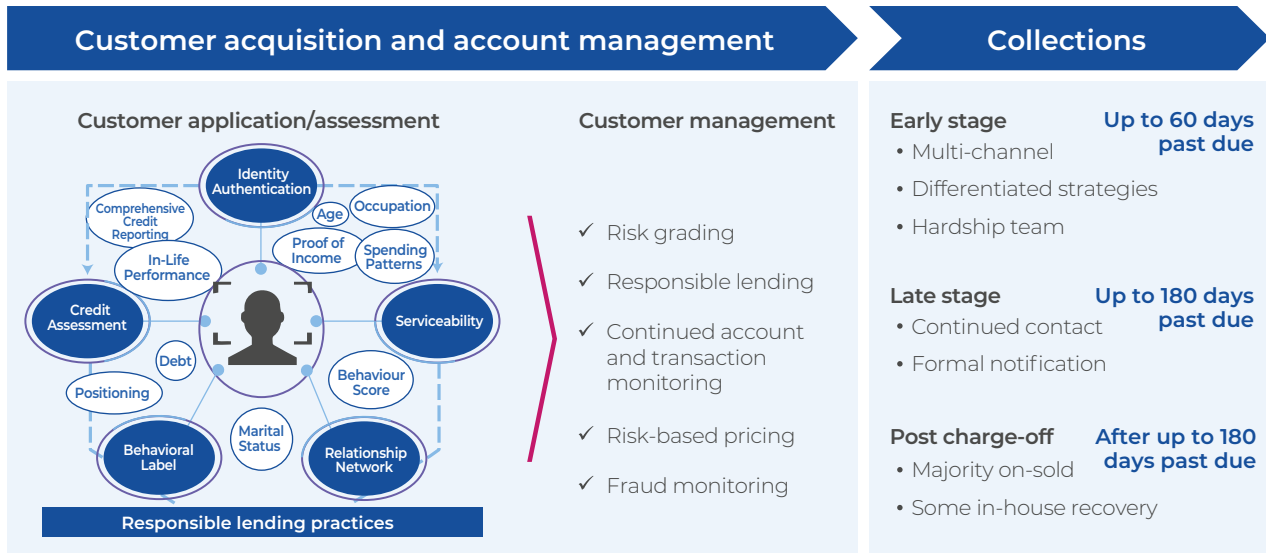 Customer acquisition and account management
Collections
Customer application/assessment
Identity
Authentication
Comprehensive
Credit
Reporting
Age
Occupation
Proof of
Income
Spending
Patterns
In-Life
Performance
Credit
Assessment
Serviceability
Debt
Positioning
Behaviour
Score
Marital
Status
Behavioral
Label
Relationship
Network
Responsible lending practices
Customer management
✓ Risk grading
✓ Responsible lending
✓ Continued account
and transaction
monitoring
✓ Risk-based pricing
✓ Fraud monitoring
Early stage
Up to 60 days
past due
• Multi-channel
• Differentiated strategies
• Hardship team
Late stage
Up to 180 days
past due
• Continued contact
• Formal notification
Post charge-off
After up to 180
days past due
• Majority on-sold
• Some in-house recovery